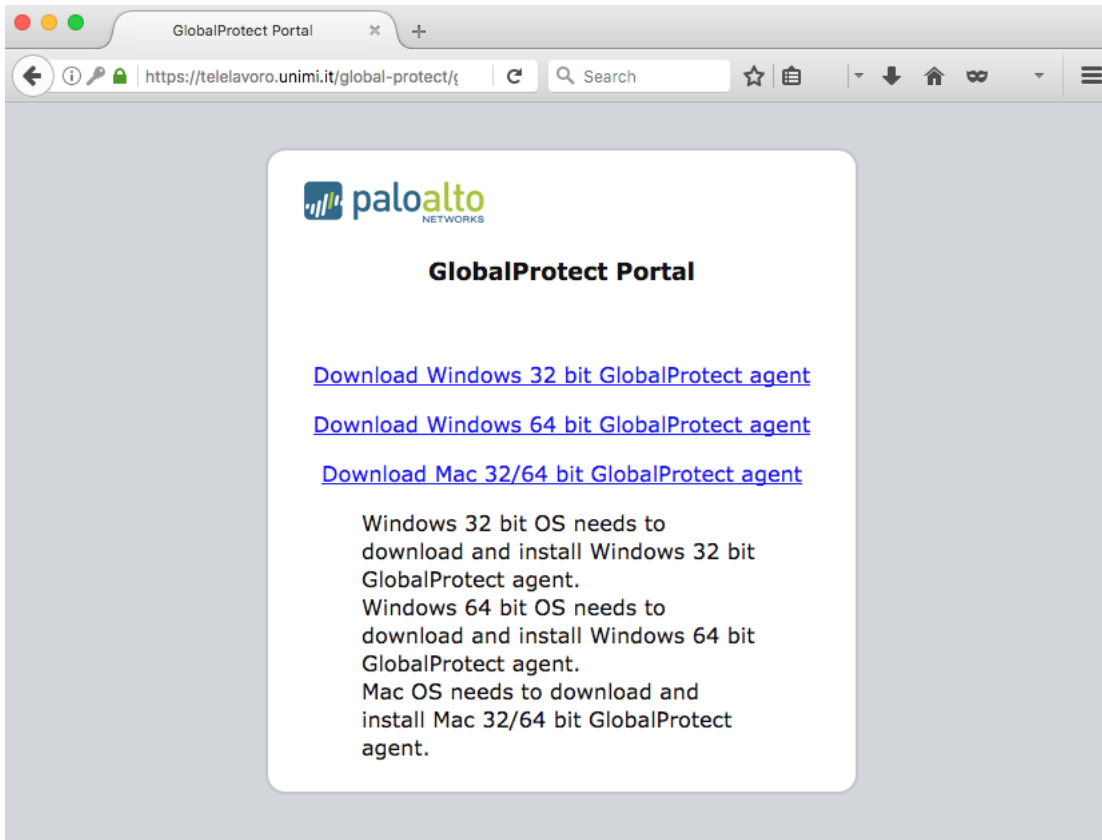 GlobalProtect Portal
https://telelavoro.unimi.it/global-protect/
Search
paloalto
NETWORKS
GlobalProtect Portal
Download Windows 32 bit GlobalProtect agent
Download Windows 64 bit GlobalProtect agent
Download Mac 32/64 bit GlobalProtect agent
Windows 32 bit OS needs to
download and install Windows 32 bit
GlobalProtect agent.
Windows 64 bit OS needs to
download and install Windows 64 bit
GlobalProtect agent.
Mac OS needs to download and
install Mac 32/64 bit GlobalProtect
agent.